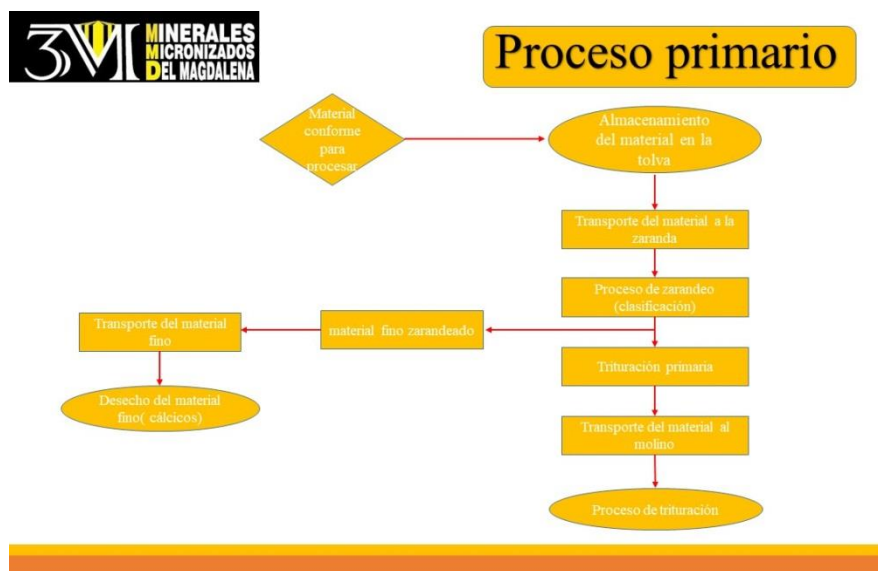 3M
MINERALES
MICRONIZADOS
DEL MAGDALENA
Proceso primario
Material
conforme
para
procesar
Almacenamiento
del material en la
tolva
Transporte del material a la
zaranda
Proceso de zarandeo
(clasificación)
material fino zarandeado
Transporte del material
fino
Desecho del material
fino( cálcicos)
Trituración primaria
Transporte del material al
molino
Proceso de trituración